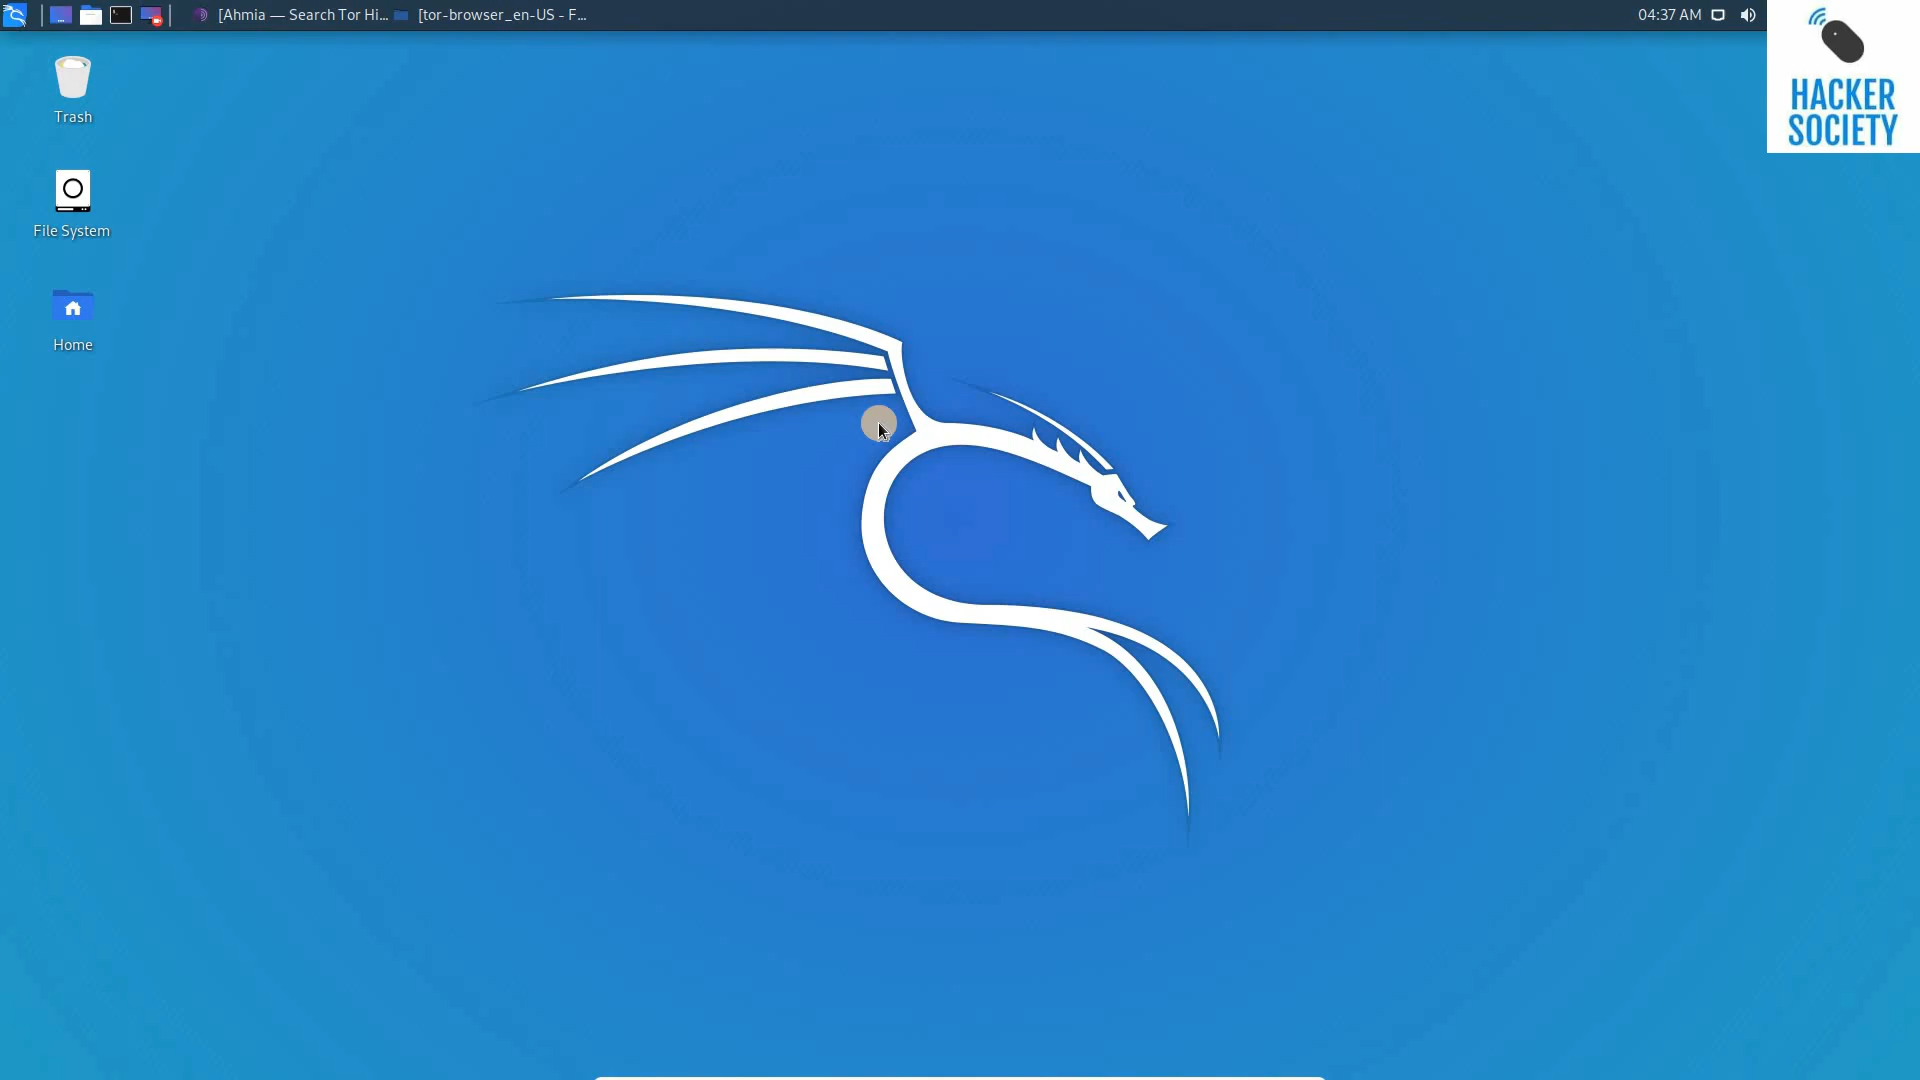 [Ahmia — Search Tor Hi...
[tor-browser_en-US - F...
04:37 AM
HACKER
SOCIETY
Trash
File System
Home